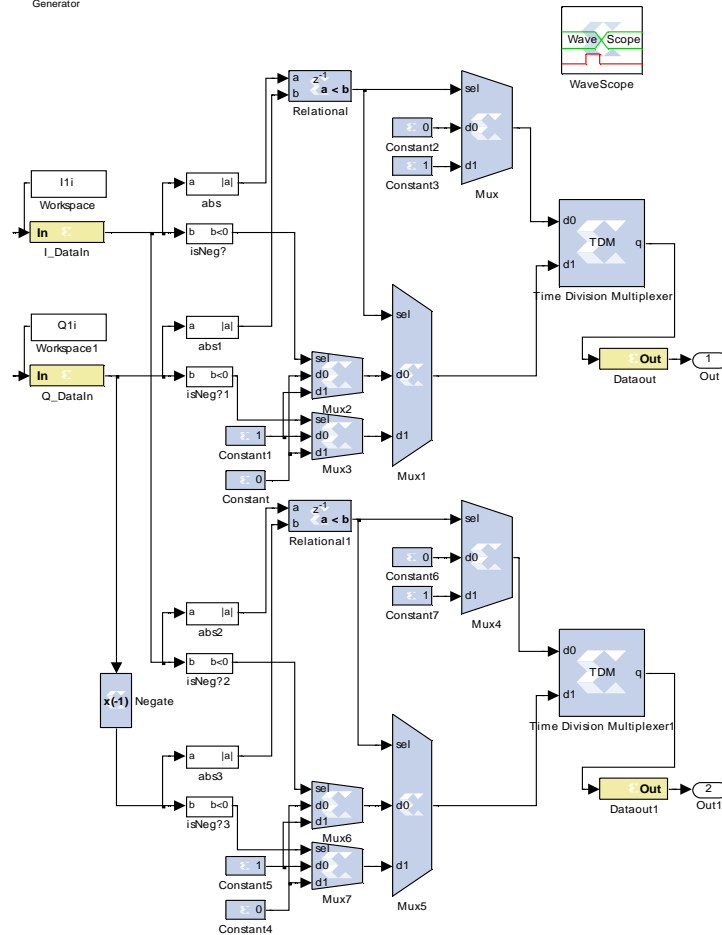 Generator
Wave Scope
WaveScope
a
b
z-1
a < b
Relational
sel
d0
d1
Mux
0
Constant2
1
Constant3
I1i
Workspace
In
I_DataIn
a |a|
abs
b b<0
isNeg?
d0
d1
TDM
q
Time Division Multiplexer
Q1i
Workspace1
In
Q_DataIn
a |a|
abs1
b b<0
isNeg?1
sel
d0
d1
Mux2
sel
d0
d1
Mux3
1
Constant1
0
Constant
sel
d0
d1
Mux1
Out
Dataout
1
Out
a
b
z-1
a < b
Relational1
sel
d0
d1
Mux4
0
Constant6
1
Constant7
a |a|
abs2
b b<0
isNeg?2
x(-1)
Negate
d0
d1
TDM
q
Time Division Multiplexer1
a |a|
abs3
b b<0
isNeg?3
sel
d0
d1
Mux6
sel
d0
d1
Mux7
1
Constant5
0
Constant4
sel
d0
d1
Mux5
Out
Dataout1
2
Out1